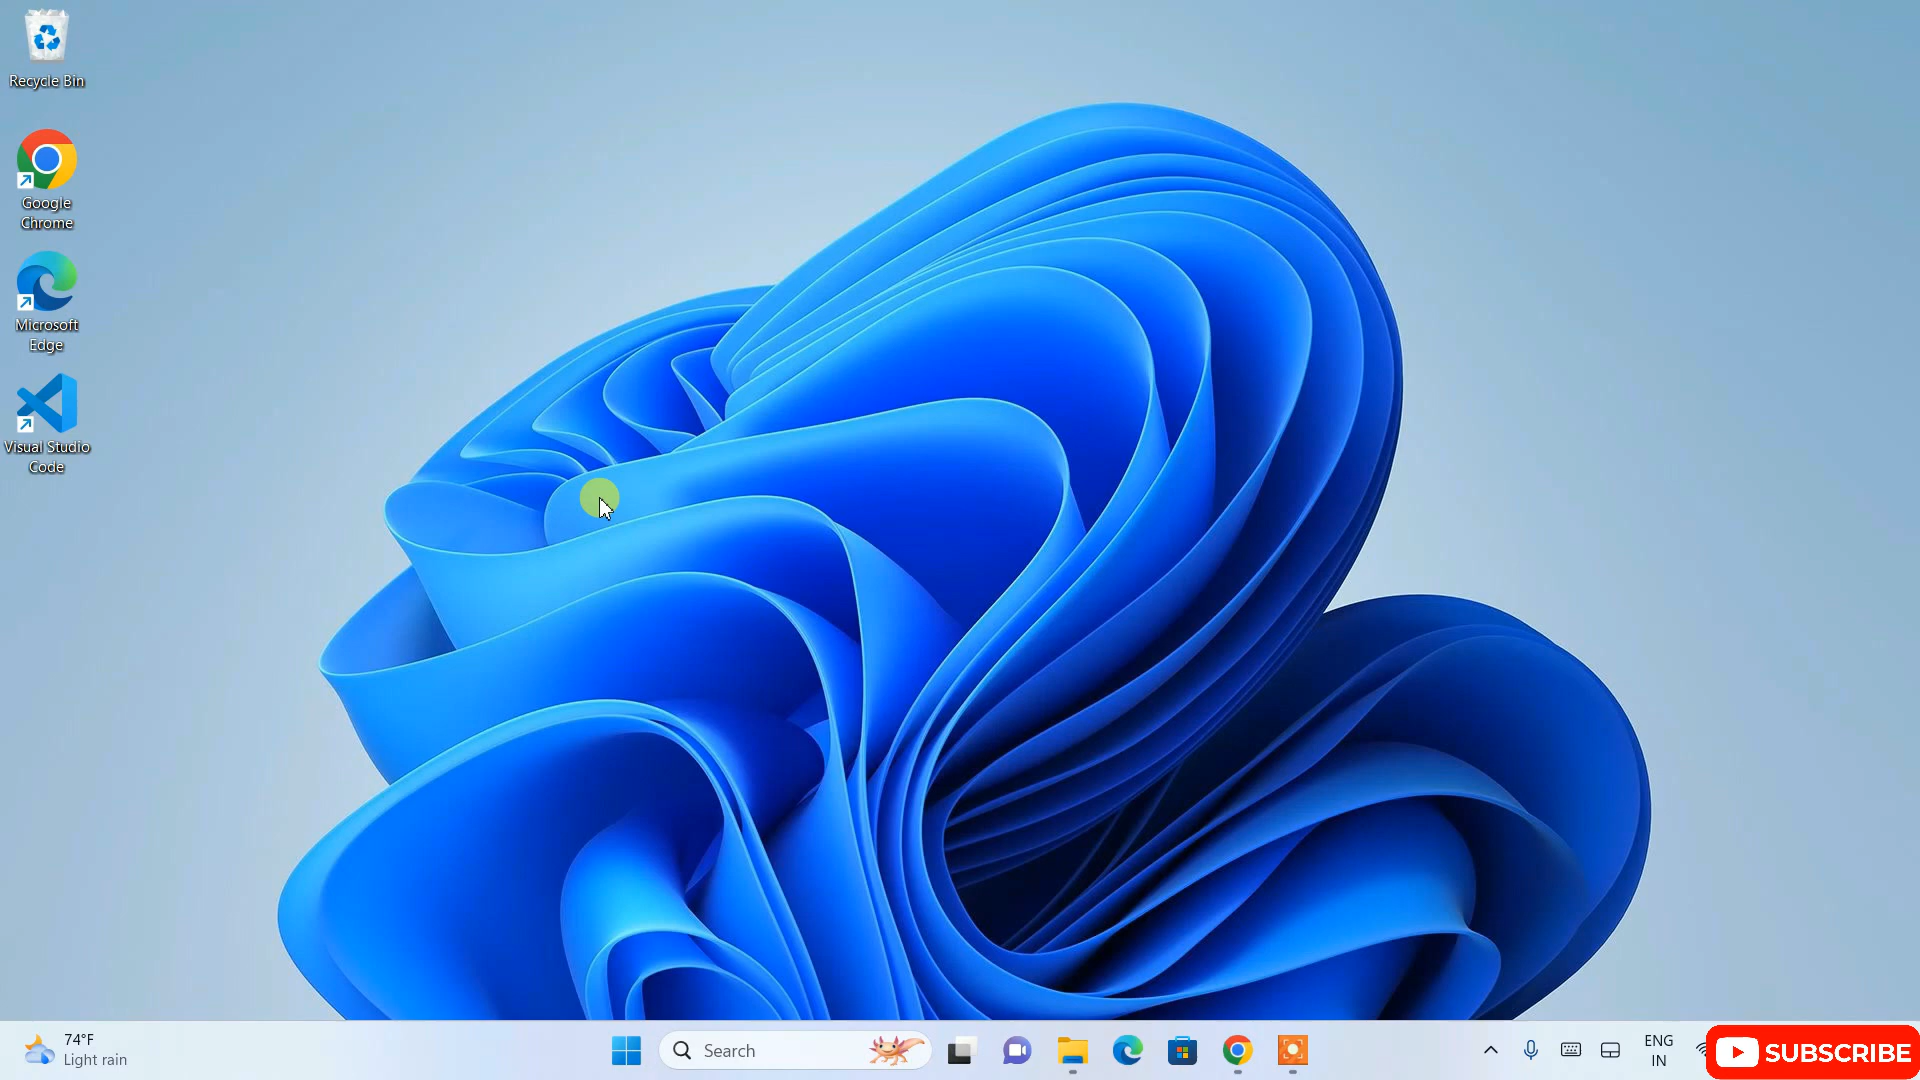 Recycle Bin
Google
Chrome
Microsoft
Edge
Visual Studio
Code
74°F
Light rain
Search
ENG
IN
SUBSCRIBE